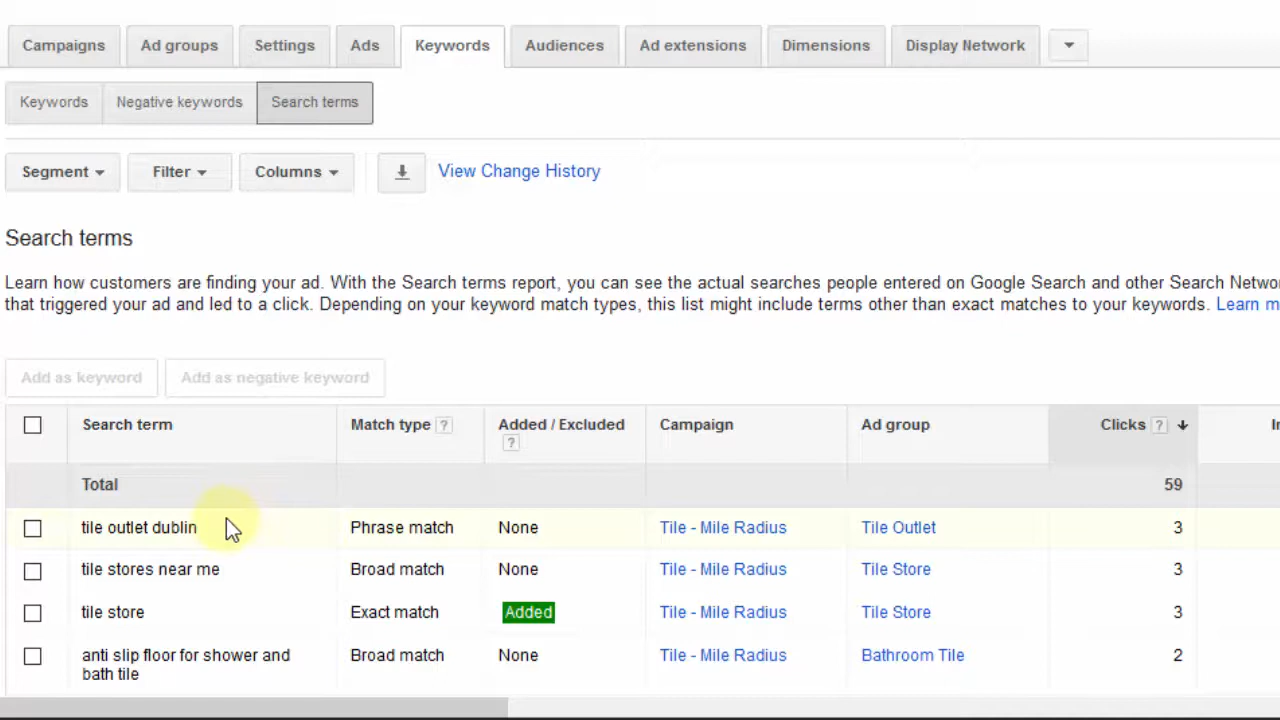 Campaigns Ad groups Settings Ads Keywords Audiences Ad extensions Dimensions Display Network
Keywords Negative keywords Search terms
Segment Filter Columns View Change History
Search terms
Learn how customers are finding your ad. With the Search terms report, you can see the actual searches people entered on Google Search and other Search
that triggered your ad and led to a click. Depending on your keyword match types, this list might include terms other than exact matches to your keywords. Learn
Add as keyword Add as negative keyword
Search term Match type ? Added / Excluded Campaign Ad group Clicks ?
?
Total 59
tile outlet dublin Phrase match None Tile - Mile Radius Tile Outlet 3
tile stores near me Broad match None Tile - Mile Radius Tile Store 3
tile store Exact match Added Tile - Mile Radius Tile Store 3
anti slip floor for shower and Broad match None Tile - Mile Radius Bathroom Tile 2
bath tile